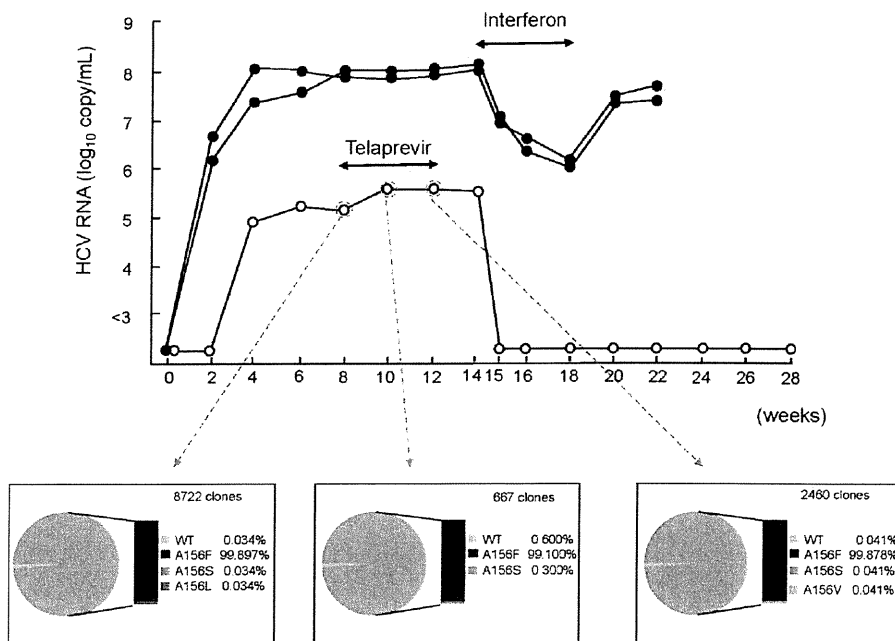 Interferon
Telaprevir
HCV RNA (log10 copy/mL)
9
8
7
6
5
4
<3
0 2 4 6 8 10 12 14 15 16 18 20 22 24 26 28
(weeks)
8722 clones
WT 0.034%
A156F 99.897%
A156S 0.034%
A156L 0.034%
667 clones
WT 0.600%
A156F 99.100%
A156S 0.300%
2460 clones
WT 0.041%
A156F 99.878%
A156S 0.041%
A156V 0.041%